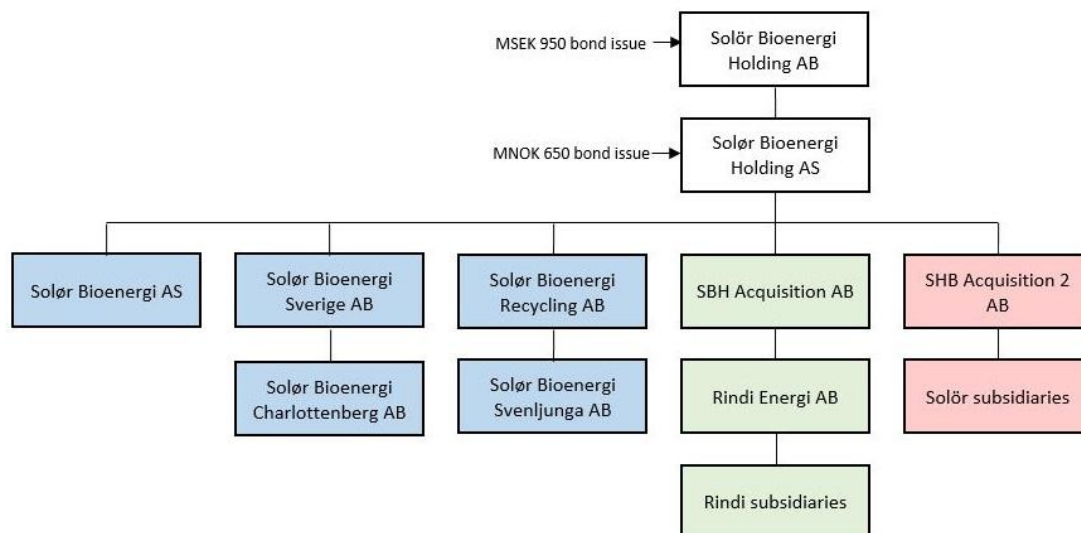 MSEK 950 bond issue
Solör Bioenergi
Holding AB
MNOK 650 bond issue
Solør Bioenergi
Holding AS
Solør Bioenergi AS
Solør Bioenergi
Sverige AB
Solør Bioenergi
Recycling AB
SBH Acquisition AB
SHB Acquisition 2
AB
Solør Bioenergi
Charlottenberg AB
Solør Bioenergi
Svenljunga AB
Rindi Energi AB
Solör subsidiaries
Rindi subsidiaries